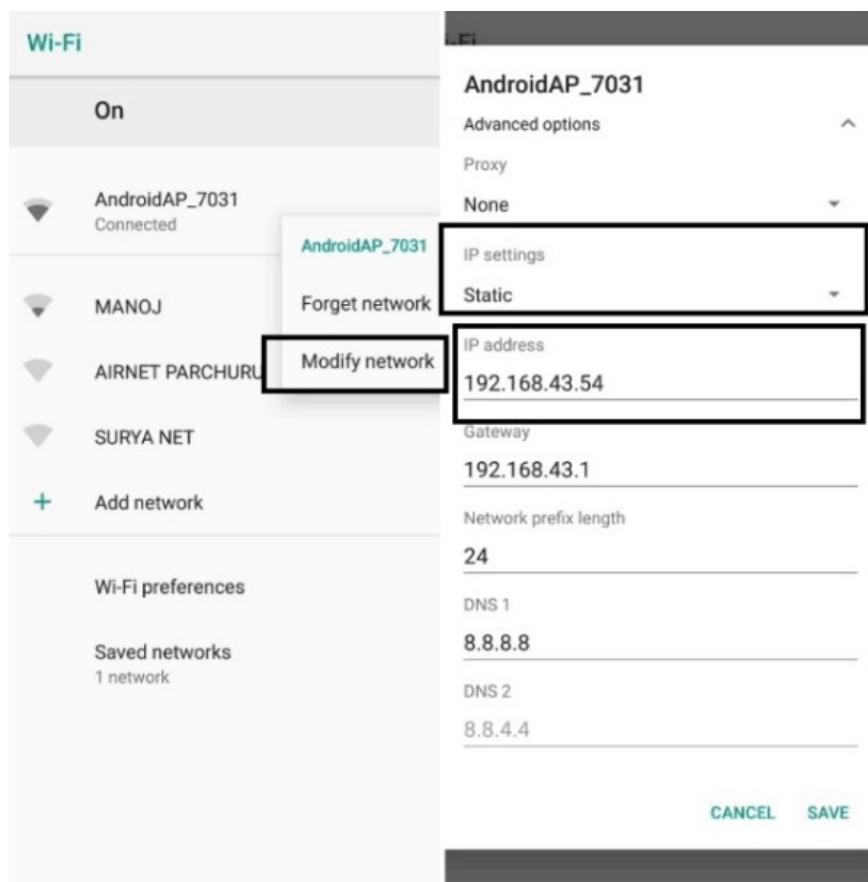 Wi-Fi
On
AndroidAP_7031
Connected
AndroidAP_7031
Forget network
Modify network
MANOJ
AIRNET PARCHURU
SURYA NET
Add network
Wi-Fi preferences
Saved networks
1 network
AndroidAP_7031
Advanced options
Proxy
None
IP settings
Static
IP address
192.168.43.54
Gateway
192.168.43.1
Network prefix length
24
DNS 1
8.8.8.8
DNS 2
8.8.4.4
CANCEL SAVE